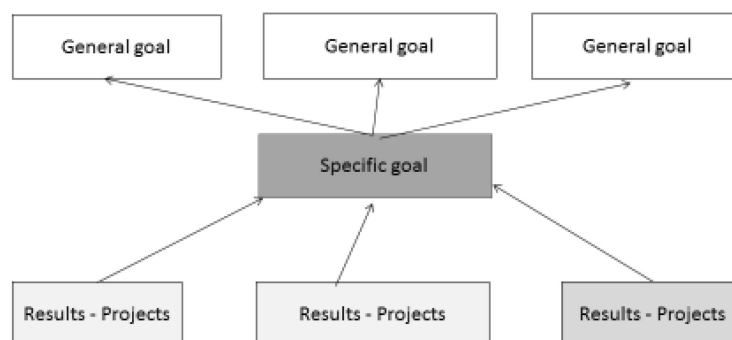 General goal
General goal
General goal
Specific goal
Results - Projects
Results - Projects
Results - Projects